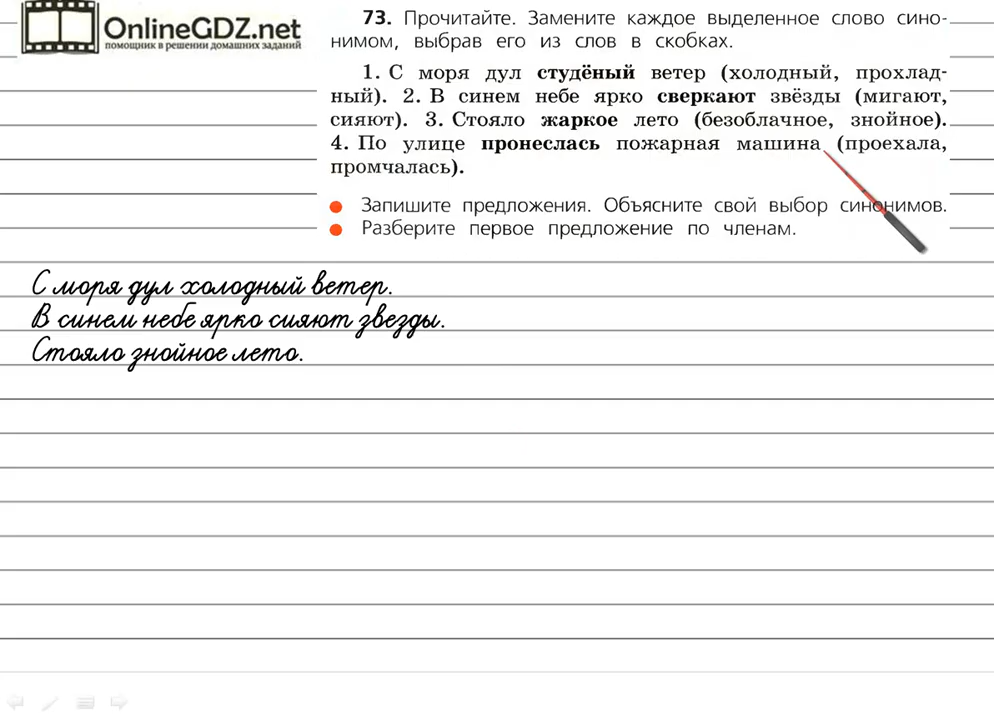 OnlineGDZ.net
помощник в решении домашних заданий
73. Прочитайте. Замените каждое выделенное слово сино-
нимом, выбрав его из слов в скобках.
1. С моря дул студёный ветер (холодный, прохлад-
ный). 2. В синем небе ярко сверкают звёзды (мигают,
сияют). 3. Стояло жаркое лето (безоблачное, знойное).
4. По улице пронеслась пожарная машина (проехала,
промчалась).
Запишите предложения. Объясните свой выбор синонимов.
Разберите первое предложение по членам.
С моря дул холодный ветер.
В синем небе ярко сияют звезды.
Стояло знойное лето.